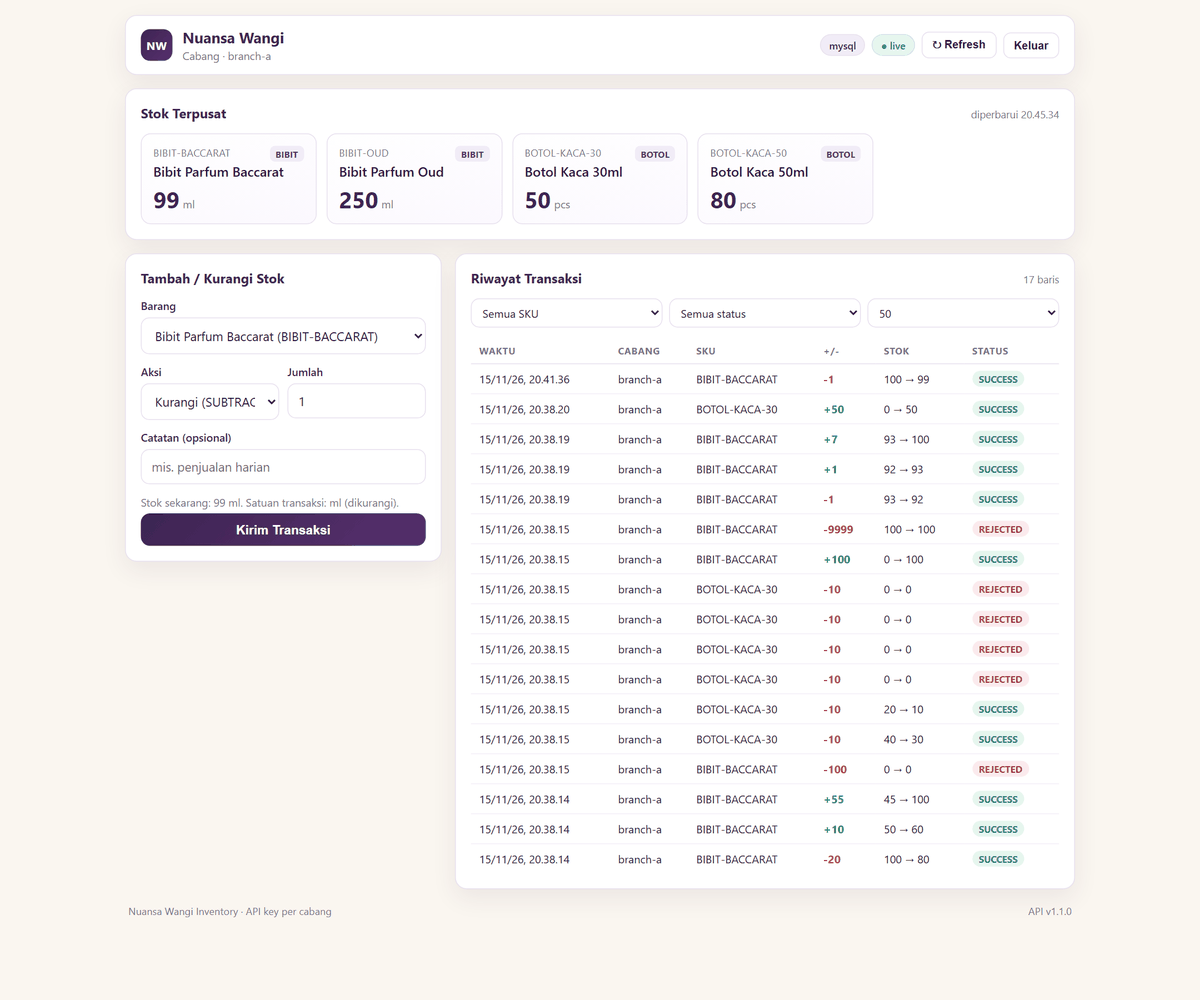 NW
Nuansa Wangi
Cabang · branch-a
mysql
● live
↻ Refresh
Keluar
Stok Terpusat
diperbarui 20.45.34
BIBIT-BACCARAT
BIBIT
Bibit Parfum Baccarat
99 ml
BIBIT-OUD
BIBIT
Bibit Parfum Oud
250 ml
BOTOL-KACA-30
BOTOL
Botol Kaca 30ml
50 pcs
BOTOL-KACA-50
BOTOL
Botol Kaca 50ml
80 pcs
Tambah / Kurangi Stok
Barang
Bibit Parfum Baccarat (BIBIT-BACCARAT)
Aksi
Jumlah
Kurangi (SUBTRAC
1
Catatan (opsional)
mis. penjualan harian
Stok sekarang: 99 ml. Satuan transaksi: ml (dikurangi).
Kirim Transaksi
Riwayat Transaksi
17 baris
Semua SKU
Semua status
50
WAKTU CABANG SKU +/- STOK STATUS
15/11/26, 20.41.36 branch-a BIBIT-BACCARAT -1 100 → 99 SUCCESS
15/11/26, 20.38.20 branch-a BOTOL-KACA-30 +50 0 → 50 SUCCESS
15/11/26, 20.38.19 branch-a BIBIT-BACCARAT +7 93 → 100 SUCCESS
15/11/26, 20.38.19 branch-a BIBIT-BACCARAT +1 92 → 93 SUCCESS
15/11/26, 20.38.19 branch-a BIBIT-BACCARAT -1 93 → 92 SUCCESS
15/11/26, 20.38.15 branch-a BIBIT-BACCARAT -9999 100 → 100 REJECTED
15/11/26, 20.38.15 branch-a BIBIT-BACCARAT +100 0 → 100 SUCCESS
15/11/26, 20.38.15 branch-a BOTOL-KACA-30 -10 0 → 0 REJECTED
15/11/26, 20.38.15 branch-a BOTOL-KACA-30 -10 0 → 0 REJECTED
15/11/26, 20.38.15 branch-a BOTOL-KACA-30 -10 0 → 0 REJECTED
15/11/26, 20.38.15 branch-a BOTOL-KACA-30 -10 0 → 0 REJECTED
15/11/26, 20.38.15 branch-a BOTOL-KACA-30 -10 20 → 10 SUCCESS
15/11/26, 20.38.15 branch-a BOTOL-KACA-30 -10 40 → 30 SUCCESS
15/11/26, 20.38.15 branch-a BIBIT-BACCARAT -100 0 → 0 REJECTED
15/11/26, 20.38.14 branch-a BIBIT-BACCARAT +55 45 → 100 SUCCESS
15/11/26, 20.38.14 branch-a BIBIT-BACCARAT +10 50 → 60 SUCCESS
15/11/26, 20.38.14 branch-a BIBIT-BACCARAT -20 100 → 80 SUCCESS
Nuansa Wangi Inventory · API key per cabang
API v1.1.0